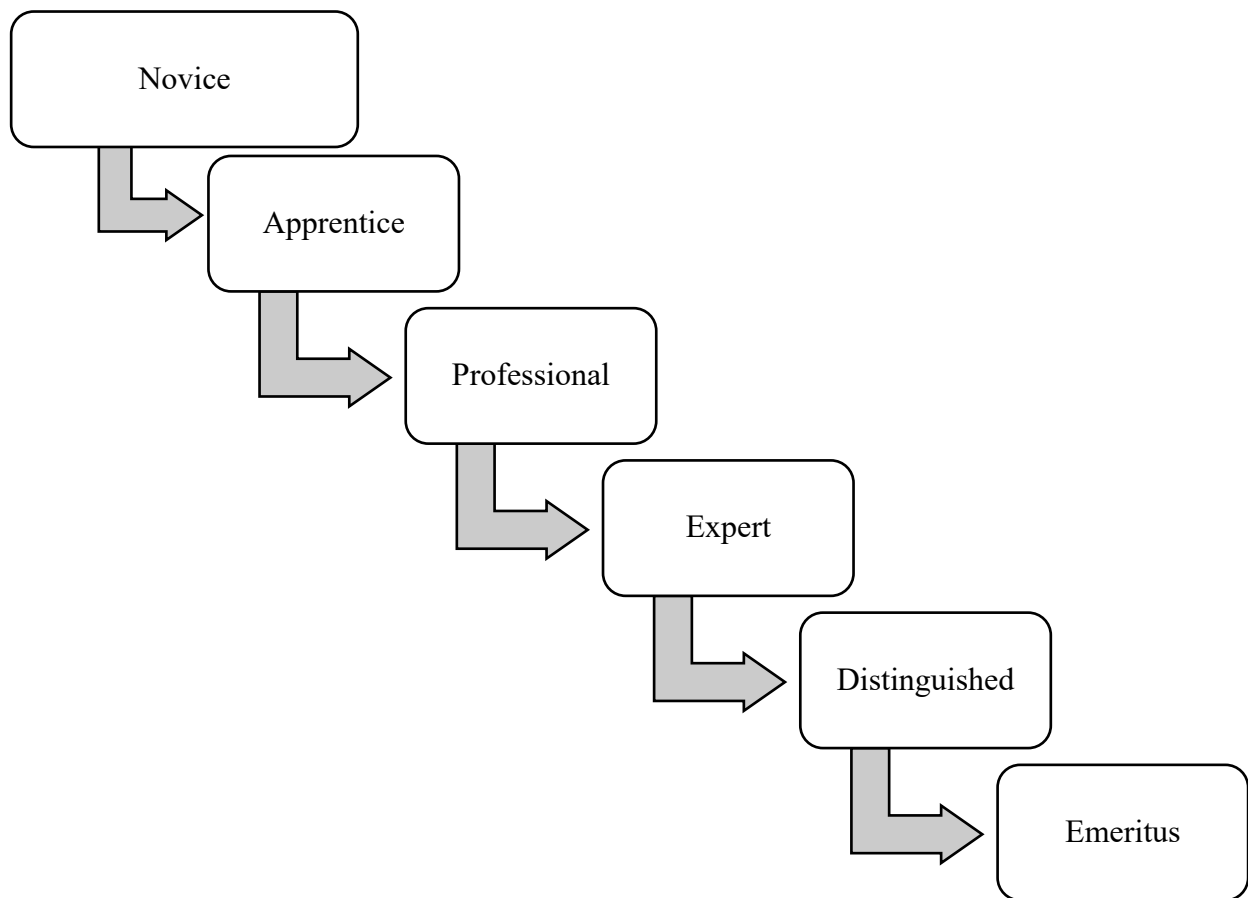 Novice
Apprentice
Professional
Expert
Distinguished
Emeritus